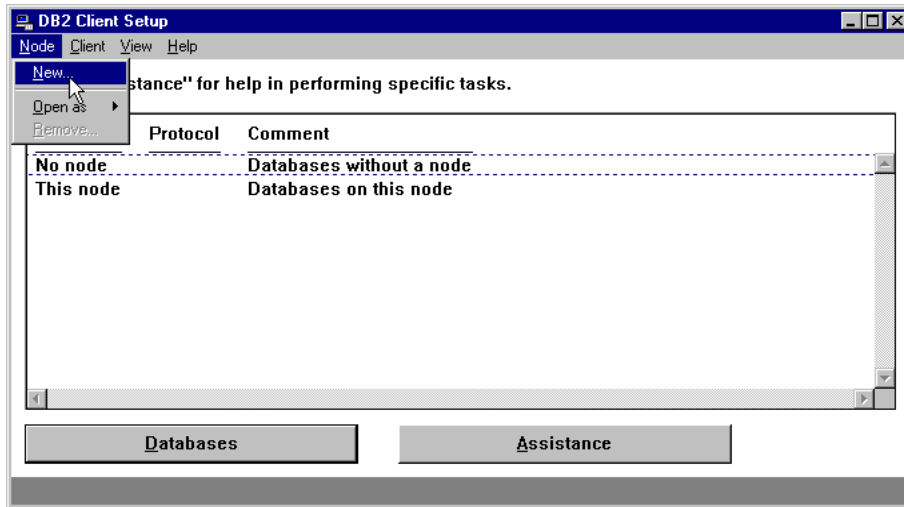 DB2 Client Setup
Node Client View Help
New...
stance" for help in performing specific tasks.
Open as
Remove...
Protocol Comment
No node Databases without a node
This node Databases on this node
Databases Assistance